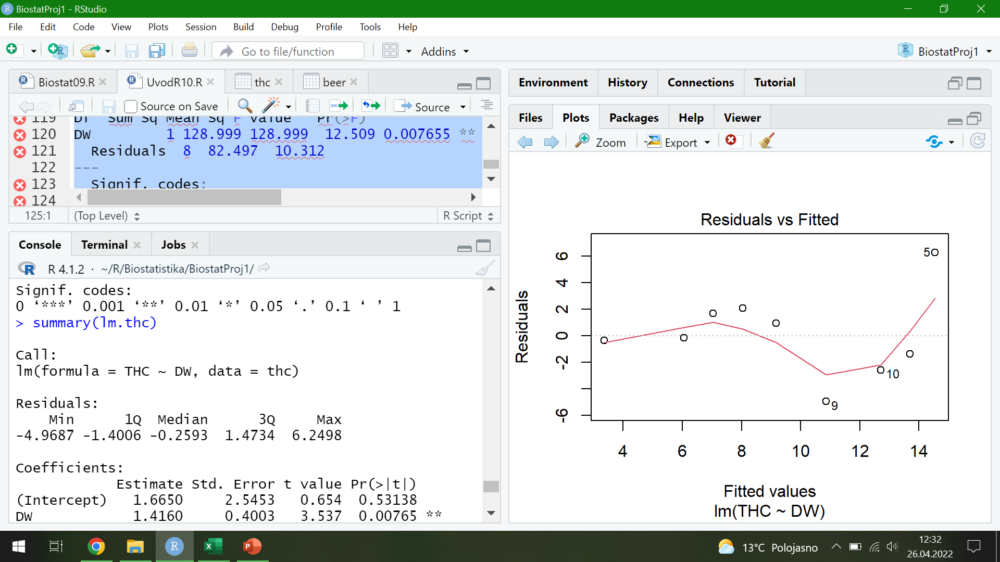 BiostatProj1 - RStudio
File Edit Code View Plots Session Build Debug Profile Tools Help
Go to file/function Addins BiostatProj1
Biostat09.R UvodR10.R thc beer
Source on Save Source
119 Df Sum Sq Mean Sq F value Pr(>F)
120 DW 1 128.999 128.999 12.509 0.007655 **
121 Residuals 8 82.497 10.312
122 ---
123 Signif. codes:
124
125:1 (Top Level) R Script
Console Terminal Jobs
R 4.1.2 · ~/R/Biostatistika/BiostatProj1/
Signif. codes:
0 ‘***’ 0.001 ‘**’ 0.01 ‘*’ 0.05 ‘.’ 0.1 ‘ ’ 1
> summary(lm.thc)
Call:
lm(formula = THC ~ DW, data = thc)
Residuals:
Min 1Q Median 3Q Max
-4.9687 -1.4006 -0.2593 1.4734 6.2498
Coefficients:
Estimate Std. Error t value Pr(>|t|)
(Intercept) 1.6650 2.5453 0.654 0.53138
DW 1.4160 0.4003 3.537 0.00765 **
Environment History Connections Tutorial
Files Plots Packages Help Viewer
Zoom Export
Residuals vs Fitted
Residuals
6
4
2
0
-2
-6
5
10
9
4 6 8 10 12 14
Fitted values
lm(THC ~ DW)
13°C Polojasno
12:32
26.04.2022